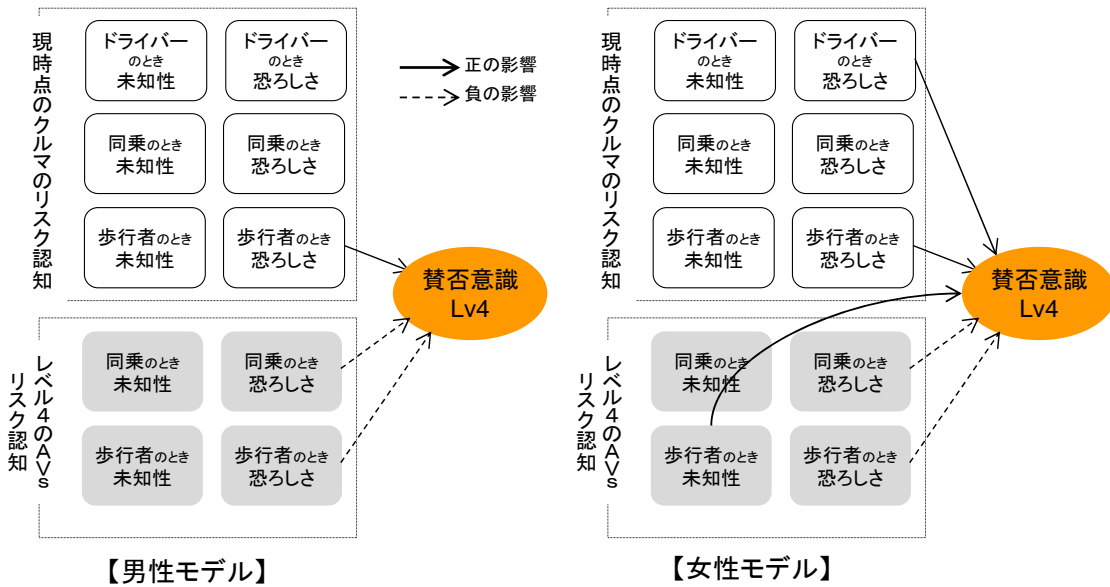 現時点のクルマのリスク認知
ドライバー
のとき
未知性
ドライバー
のとき
恐ろしさ
同乗のとき
未知性
同乗のとき
恐ろしさ
歩行者のとき
未知性
歩行者のとき
恐ろしさ
正の影響
負の影響
賛否意識
Lv4
レベル4のAVs
リスク認知
同乗のとき
未知性
同乗のとき
恐ろしさ
歩行者のとき
未知性
歩行者のとき
恐ろしさ
【男性モデル】
現時点のクルマのリスク認知
ドライバー
のとき
未知性
ドライバー
のとき
恐ろしさ
同乗のとき
未知性
同乗のとき
恐ろしさ
歩行者のとき
未知性
歩行者のとき
恐ろしさ
賛否意識
Lv4
レベル4のAVs
リスク認知
同乗のとき
未知性
同乗のとき
恐ろしさ
歩行者のとき
未知性
歩行者のとき
恐ろしさ
【女性モデル】